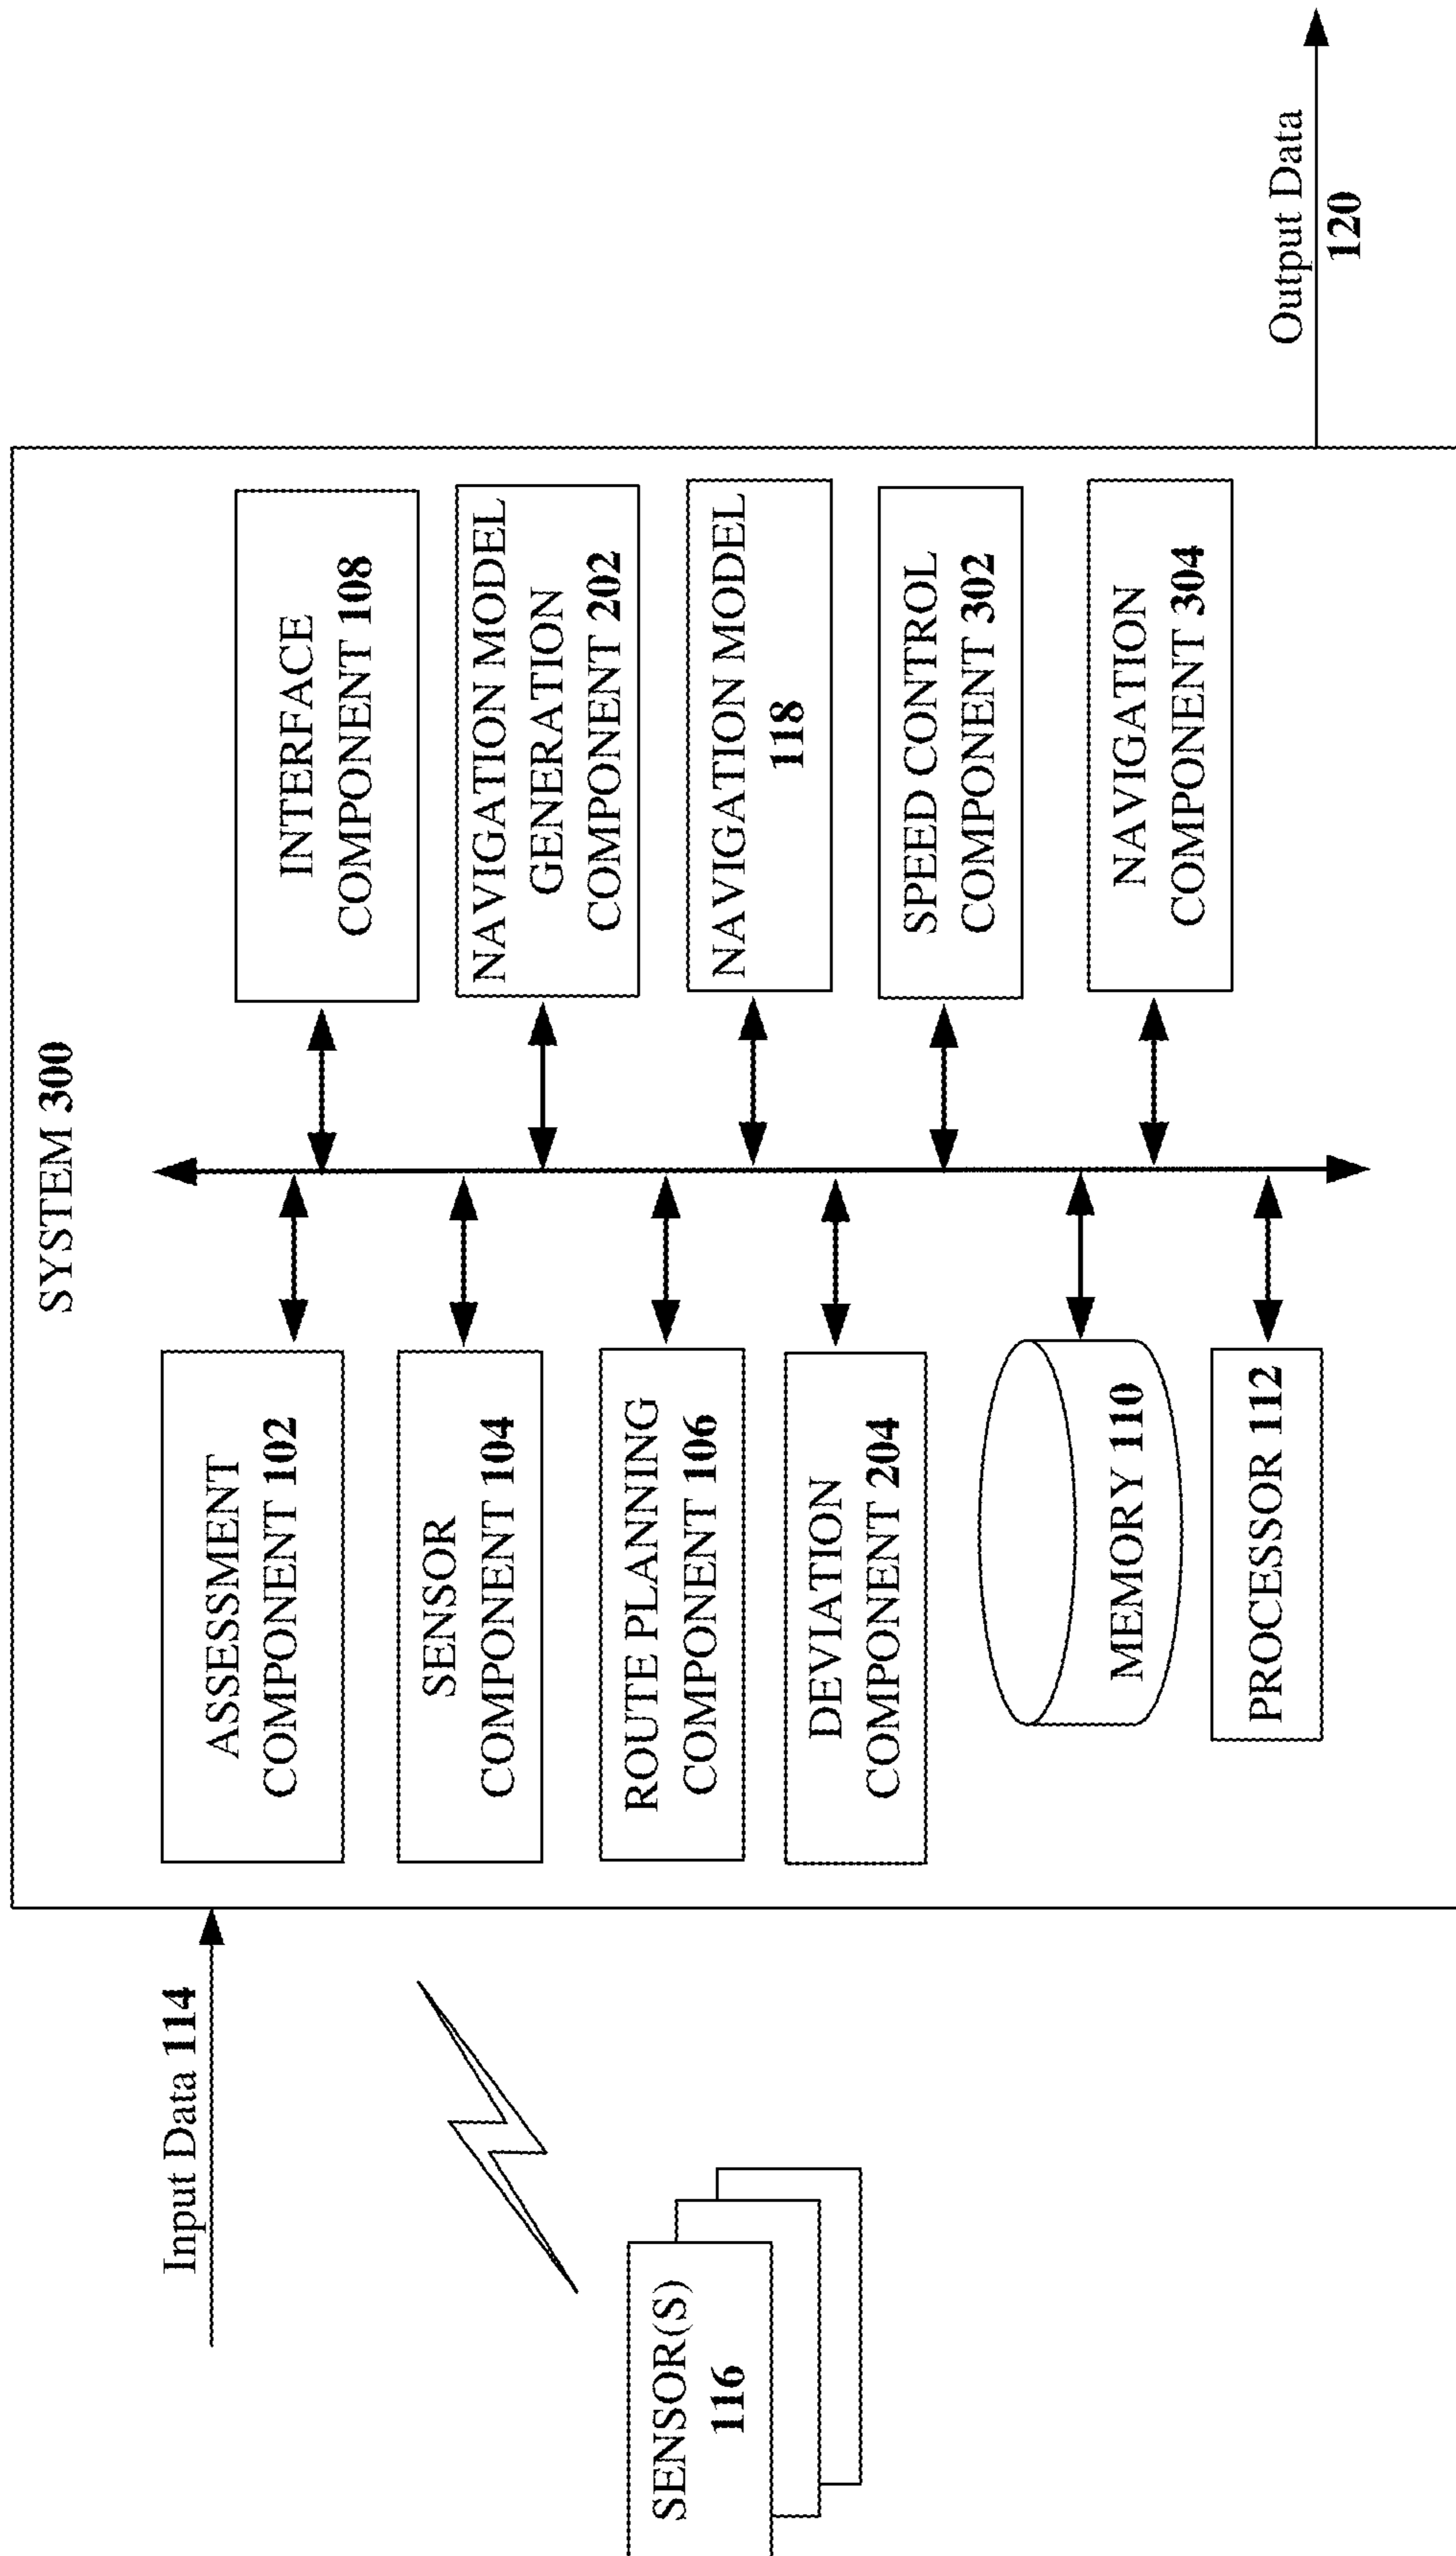 SYSTEM 300
Input Data 114
SENSOR(S)
116
ASSESSMENT
COMPONENT 102
SENSOR
COMPONENT 104
ROUTE PLANNING
COMPONENT 106
DEVIATION
COMPONENT 204
MEMORY 110
PROCESSOR 112
INTERFACE
COMPONENT 108
NAVIGATION MODEL
GENERATION
COMPONENT 202
NAVIGATION MODEL
118
SPEED CONTROL
COMPONENT 302
NAVIGATION
COMPONENT 304
Output Data
120